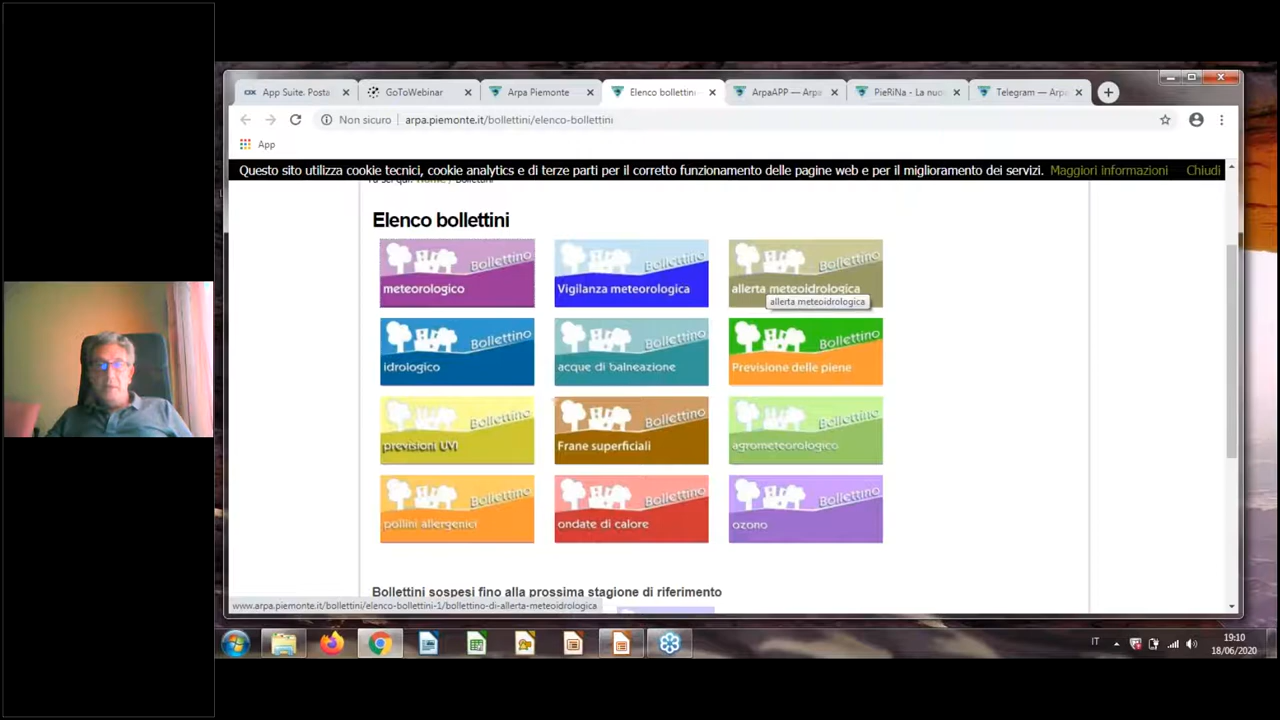 App Suite. Posta
GoToWebinar
Arpa Piemonte
Elenco bollettini
ArpaAPP — Arpa
PieRiNa - La nuo
Telegram — Arpa
Non sicuro
arpa.piemonte.it/bollettini/elenco-bollettini
App
Questo sito utilizza cookie tecnici, cookie analytics e di terze parti per il corretto funzionamento delle pagine web e per il miglioramento dei servizi. Maggiori informazioni Chiudi
Elenco bollettini
Bollettino
meteorologico
Bollettino
Vigilanza meteorologica
Bollettino
allerta meteoidrologica
allerta meteoidrologica
Bollettino
idrologico
Bollettino
acque di balneazione
Bollettino
Previsione delle piene
Bollettino
previsioni UVI
Bollettino
Frane superficiali
Bollettino
agrometeorologico
Bollettino
pollini allergenici
Bollettino
ondate di calore
Bollettino
ozono
Bollettini sospesi fino alla prossima stagione di riferimento
www.arpa.piemonte.it/bollettini/elenco-bollettini-1/bollettino-di-allerta-meteoidrologica
IT
19:10
18/06/2020